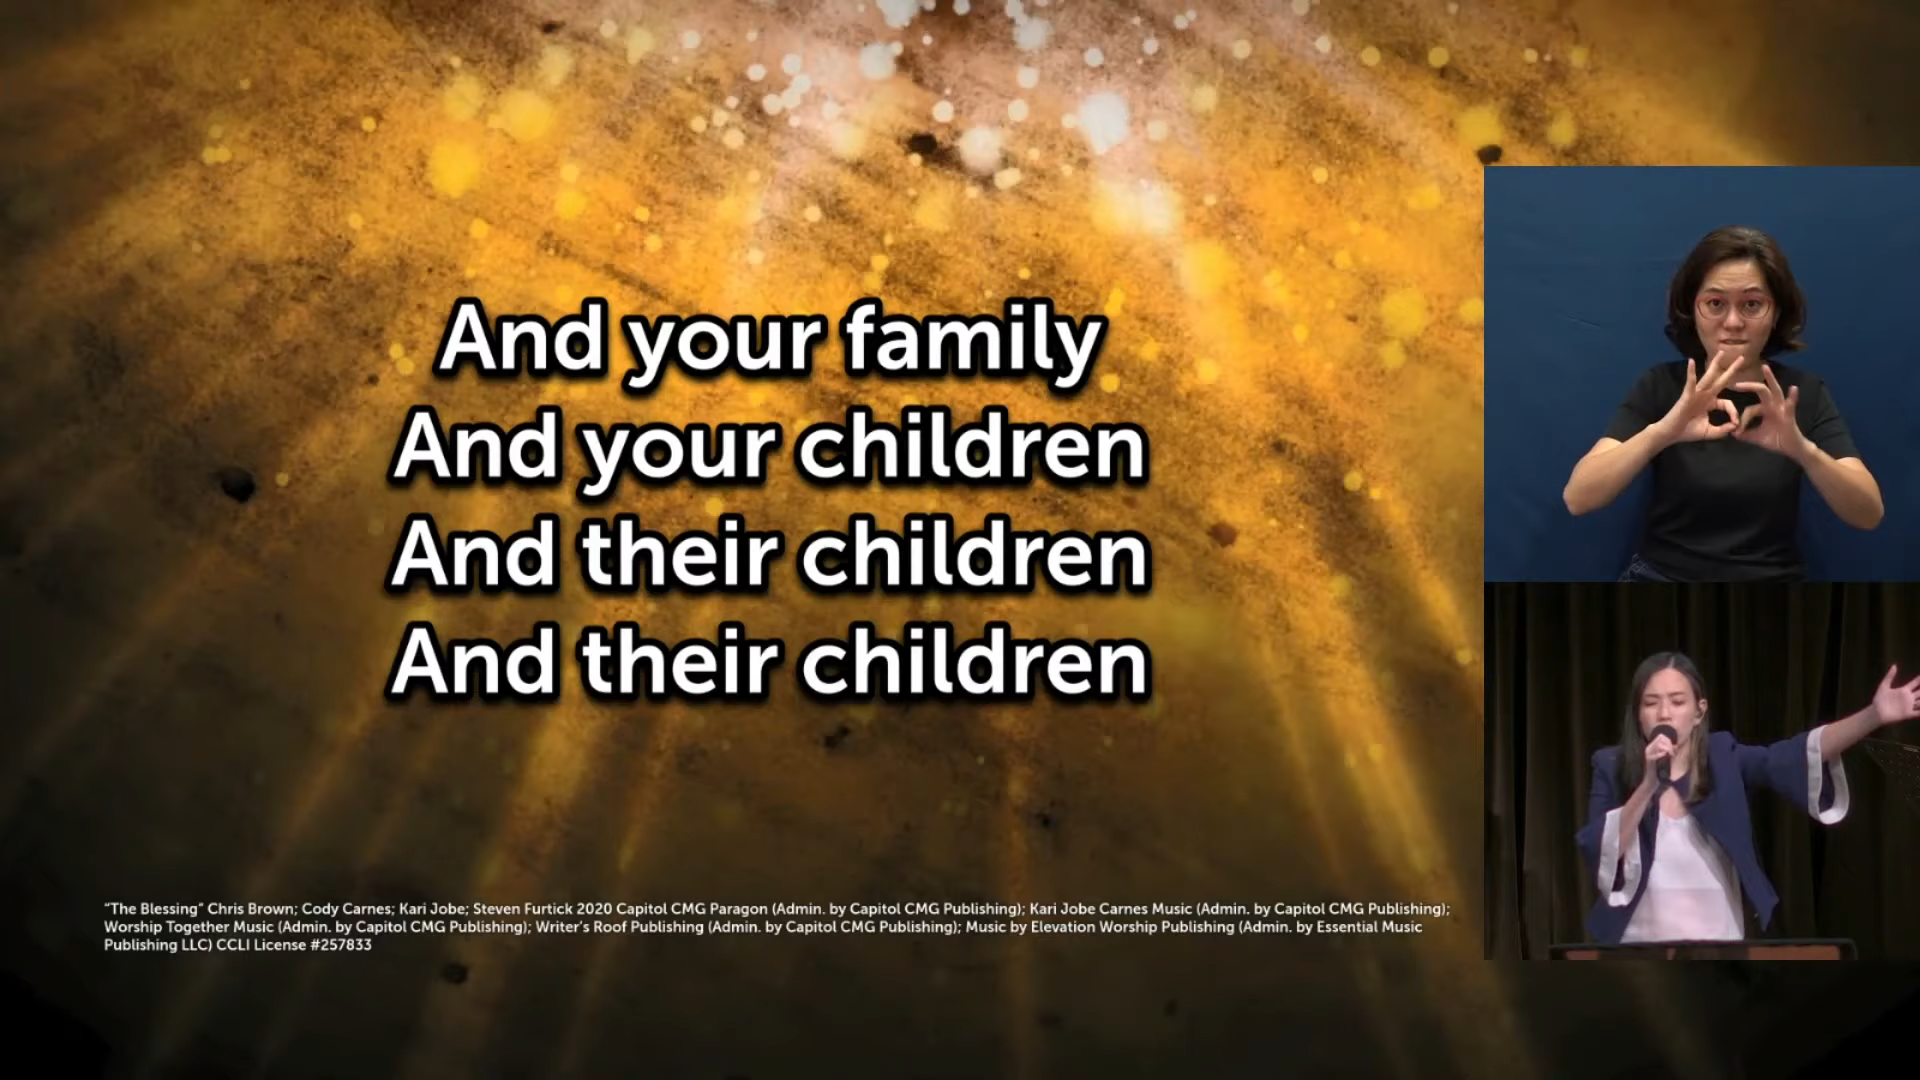 And your family
And your children
And their children
And their children
"The Blessing" Chris Brown; Cody Carnes; Kari Jobe; Steven Furtick 2020 Capitol CMG Paragon (Admin. by Capitol CMG Publishing); Kari Jobe Carnes Music (Admin. by Capitol CMG Publishing);
Worship Together Music (Admin. by Capitol CMG Publishing); Writer's Roof Publishing (Admin. by Capitol CMG Publishing); Music by Elevation Worship Publishing (Admin. by Essential Music
Publishing LLC) CCLI License #257833